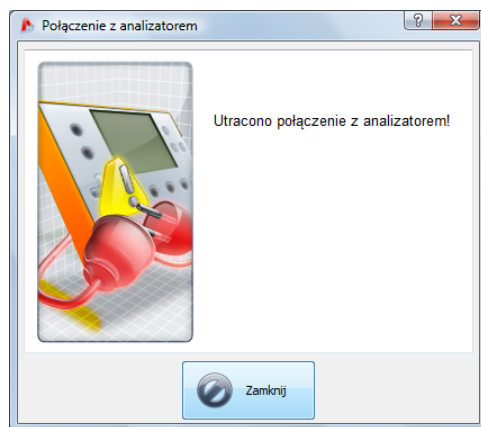 Połączenie z analizatorem
Utracono połączenie z analizatorem!
Zamknij